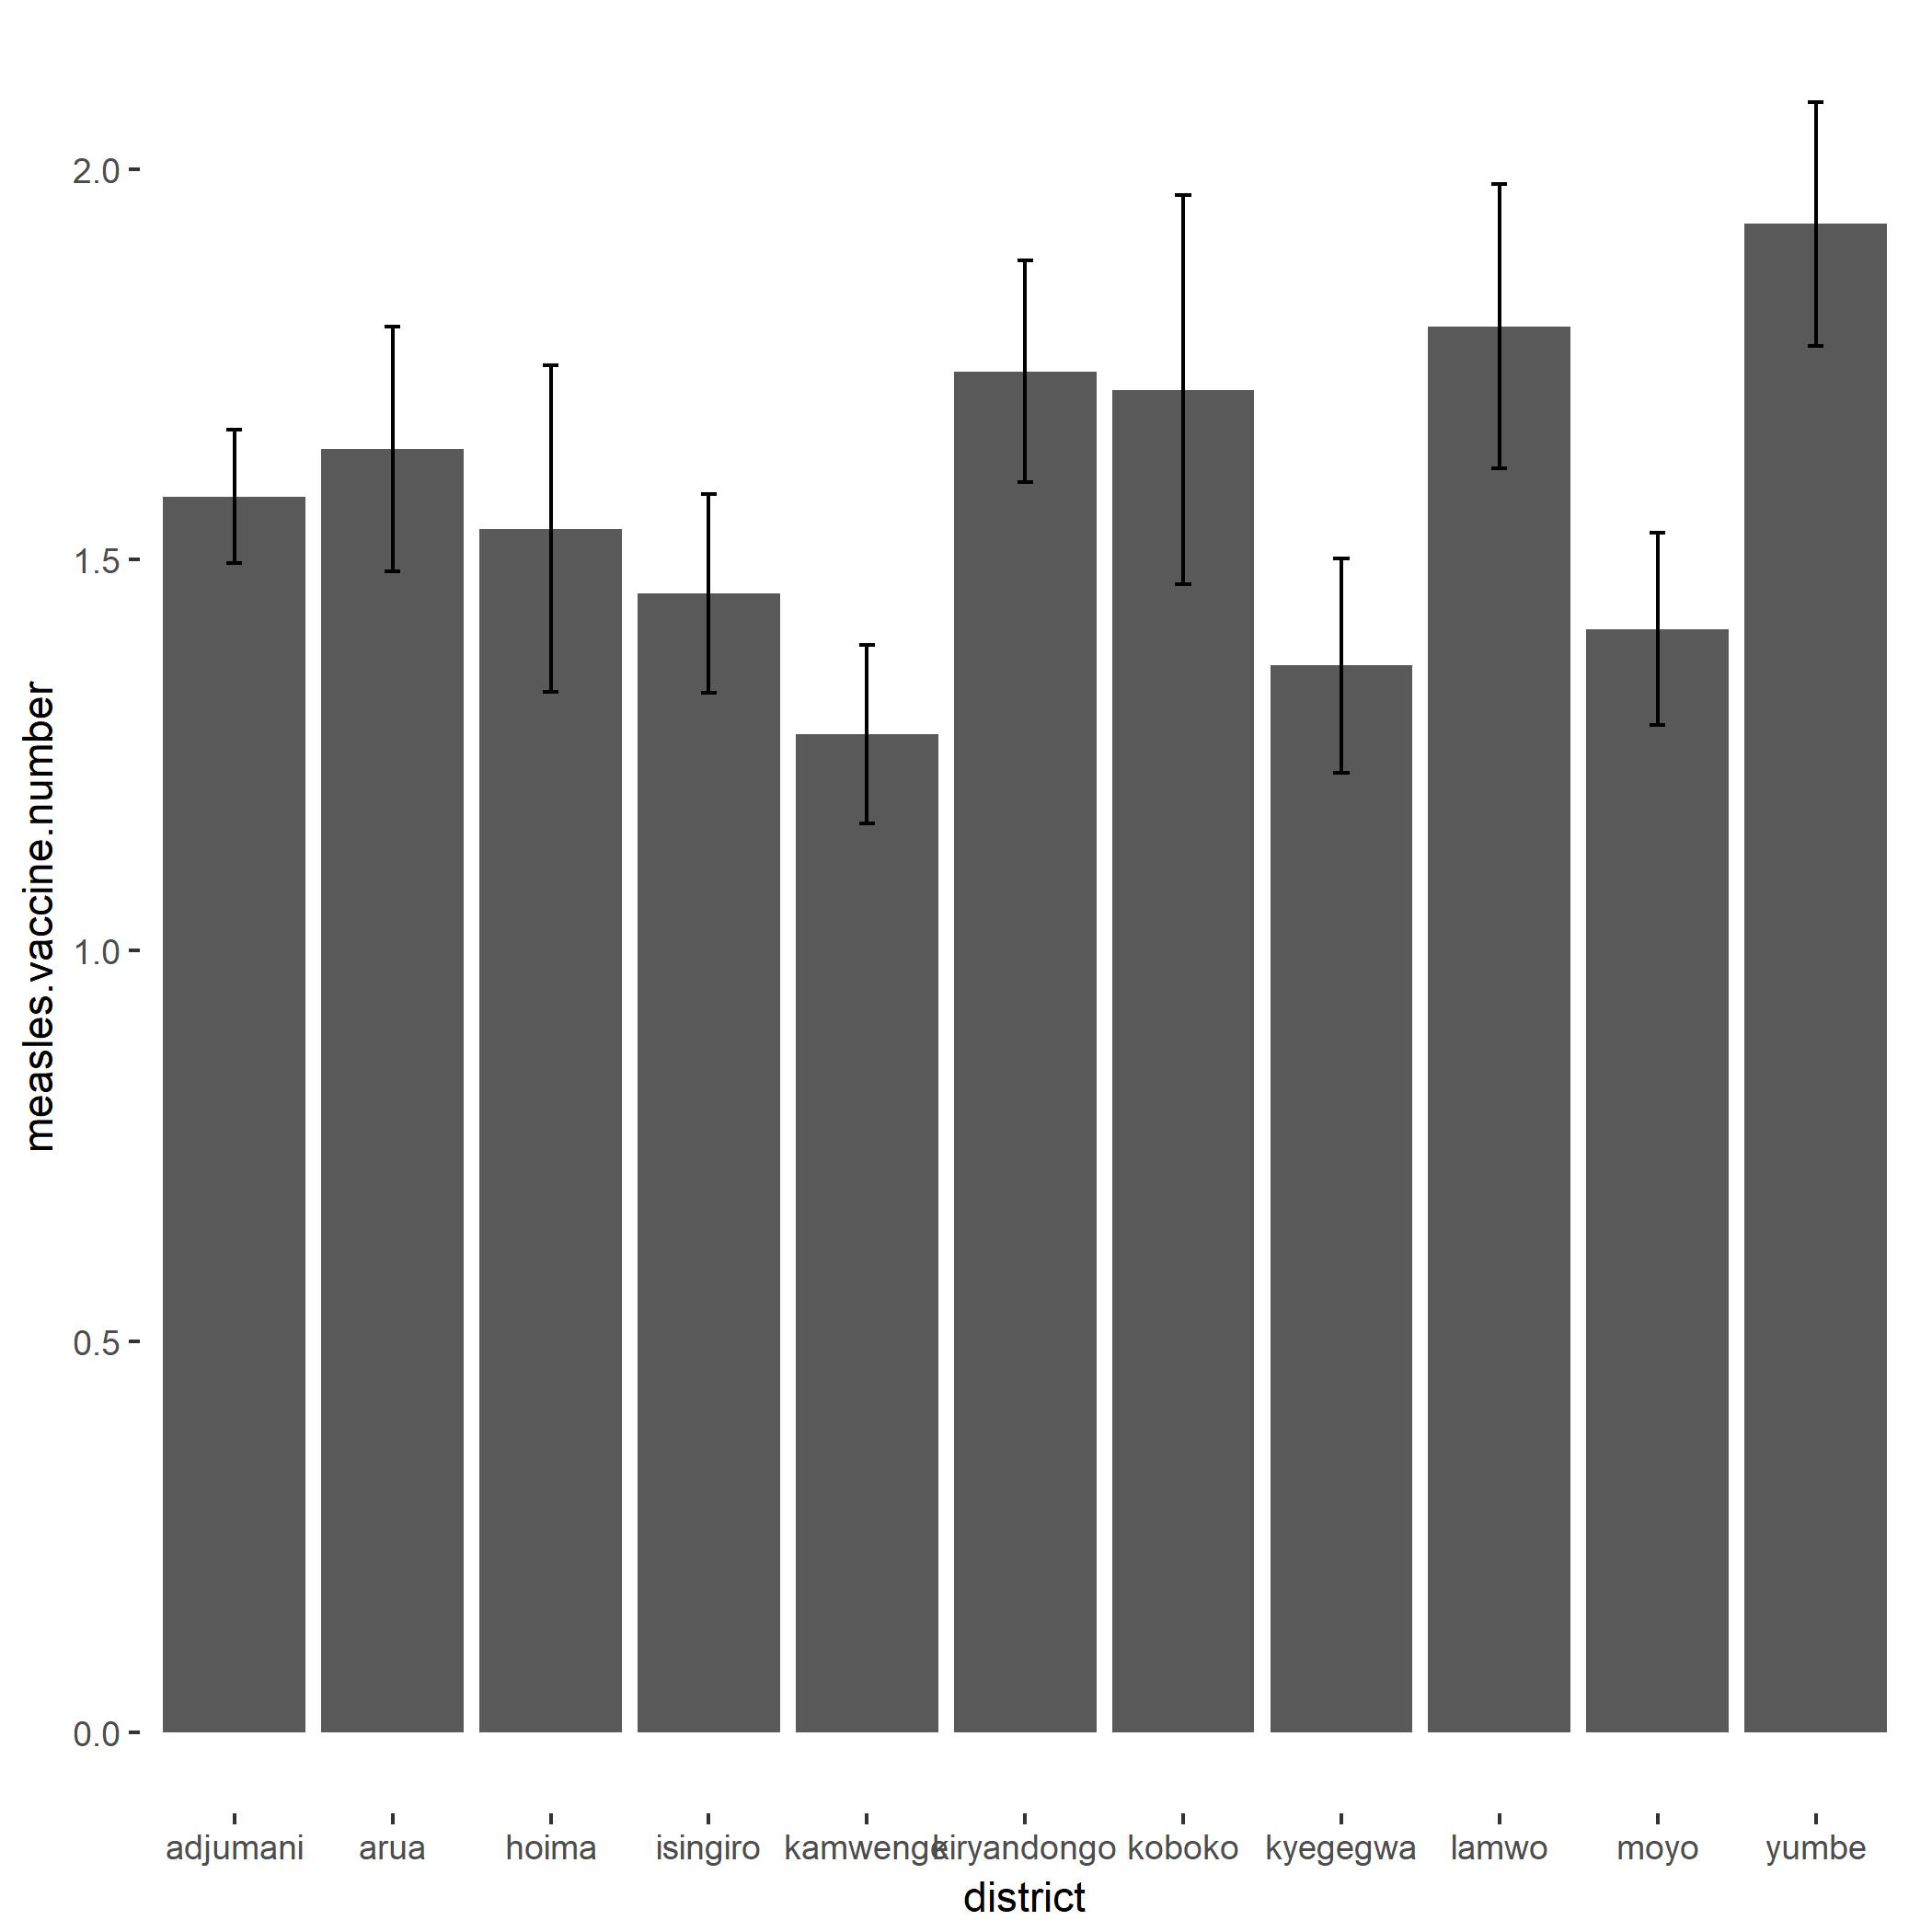 measles.vaccine.number
2.0
1.5
1.0
0.5
0.0
adjumani arua hoima isingiro kamwenge kiryandongo koboko kyegegwa lamwo moyo yumbe
district